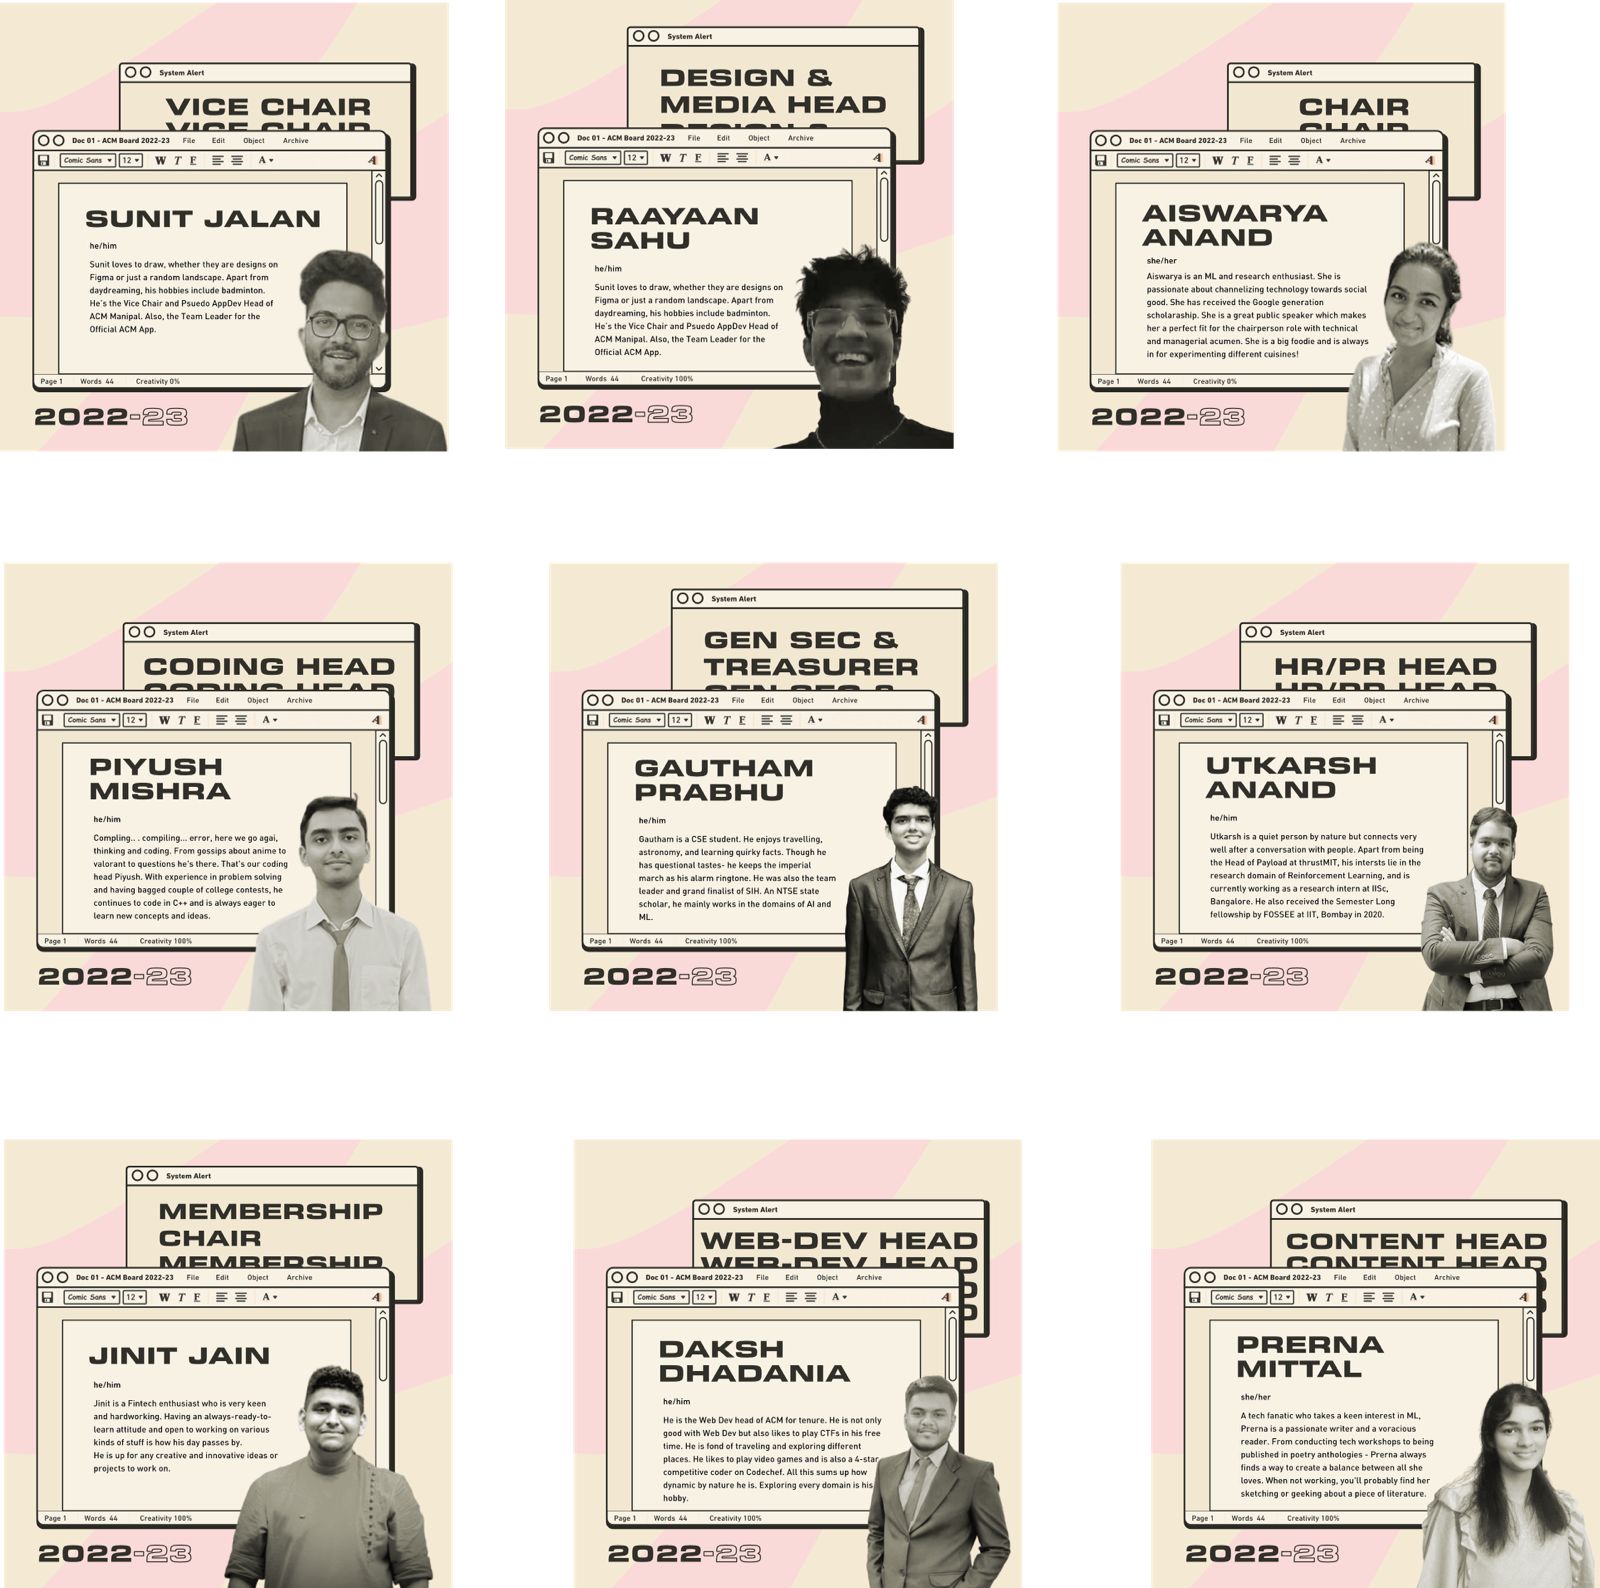 System Alert
VICE CHAIR
VICE CHAIR
Doc 01 - ACM Board 2022-23 File Edit Object Archive
Comic Sans 12 W T F A A
SUNIT JALAN
he/him
Sunit loves to draw, whether they are designs on
Figma or just a random landscape. Apart from
daydreaming, his hobbies include badminton.
He's the Vice Chair and Psuedo AppDev Head of
ACM Manipal. Also, the Team Leader for the
Official ACM App.
Page 1 Words 44 Creativity 0%
2022-23
System Alert
DESIGN &
MEDIA HEAD
DESIGN &
Doc 01 - ACM Board 2022-23 File Edit Object Archive
Comic Sans 12 W T F A A
RAAYAAN
SAHU
he/him
Sunit loves to draw, whether they are designs on
Figma or just a random landscape. Apart from
daydreaming, his hobbies include badminton.
He's the Vice Chair and Psuedo AppDev Head of
ACM Manipal. Also, the Team Leader for the
Official ACM App.
Page 1 Words 44 Creativity 100%
2022-23
System Alert
CHAIR
CHAIR
Doc 01 - ACM Board 2022-23 File Edit Object Archive
Comic Sans 12 W T F A A
AISWARYA
ANAND
she/her
Aiswarya is an ML and research enthusiast. She is
passionate about channelizing technology towards social
good. She has received the Google generation
scholaraship. She is a great public speaker which makes
her a perfect fit for the chairperson role with technical
and managerial acumen. She is a big foodie and is always
in for experimenting different cuisines!
Page 1 Words 44 Creativity 0%
2022-23
System Alert
CODING HEAD
CODING HEAD
Doc 01 - ACM Board 2022-23 File Edit Object Archive
Comic Sans 12 W T F A A
PIYUSH
MISHRA
he/him
Compling.. . compiling... error, here we go agai,
thinking and coding. From gossips about anime to
valorant to questions he's there. That's our coding
head Piyush. With experience in problem solving
and having bagged couple of college contests, he
continues to code in C++ and is always eager to
learn new concepts and ideas.
Page 1 Words 44 Creativity 100%
2022-23
System Alert
GEN SEC &
TREASURER
GEN SEC &
Doc 01 - ACM Board 2022-23 File Edit Object Archive
Comic Sans 12 W T F A A
GAUTHAM
PRABHU
he/him
Gautham is a CSE student. He enjoys travelling,
astronomy, and learning quirky facts. Though he
has questional tastes- he keeps the imperial
march as his alarm ringtone. He was also the team
leader and grand finalist of SIH. An NTSE state
scholar, he mainly works in the domains of AI and
ML.
Page 1 Words 44 Creativity 100%
2022-23
System Alert
HR/PR HEAD
HR/PR HEAD
Doc 01 - ACM Board 2022-23 File Edit Object Archive
Comic Sans 12 W T F A A
UTKARSH
ANAND
he/him
Utkarsh is a quiet person by nature but connects very
well after a conversation with people. Apart from being
the Head of Payload at thrustMIT, his intersts lie in the
research domain of Reinforcement Learning, and is
currently working as a research intern at IISc,
Bangalore. He also received the Semester Long
fellowship by FOSSEE at IIT, Bombay in 2020.
Page 1 Words 44 Creativity 100%
2022-23
System Alert
MEMBERSHIP
CHAIR
MEMBERSHIP
Doc 01 - ACM Board 2022-23 File Edit Object Archive
Comic Sans 12 W T F A A
JINIT JAIN
he/him
Jinit is a Fintech enthusiast who is very keen
and hardworking. Having an always-ready-to-
learn attitude and open to working on various
kinds of stuff is how his day passes by.
He is up for any creative and innovative ideas or
projects to work on.
Page 1 Words 44 Creativity 100%
2022-23
System Alert
WEB-DEV HEAD
WEB-DEV HEAD
Doc 01 - ACM Board 2022-23 File Edit Object Archive
Comic Sans 12 W T F A A
DAKSH
DHADANIA
he/him
He is the Web Dev head of ACM for tenure. He is not only
good with Web Dev but also likes to play CTFs in his free
time. He is fond of traveling and exploring different
places. He likes to play video games and is also a 4-star
competitive coder on Codechef. All this sums up how
dynamic by nature he is. Exploring every domain is his
hobby.
Page 1 Words 44 Creativity 100%
2022-23
System Alert
CONTENT HEAD
CONTENT HEAD
Doc 01 - ACM Board 2022-23 File Edit Object Archive
Comic Sans 12 W T F A A
PRERNA
MITTAL
she/her
A tech fanatic who takes a keen interest in ML,
Prerna is a passionate writer and a voracious
reader. From conducting tech workshops to being
published in poetry anthologies - Prerna always
finds a way to create a balance between all she
loves. When not working, you'll probably find her
sketching or geeking about a piece of literature.
Page 1 Words 44 Creativity 100%
2022-23